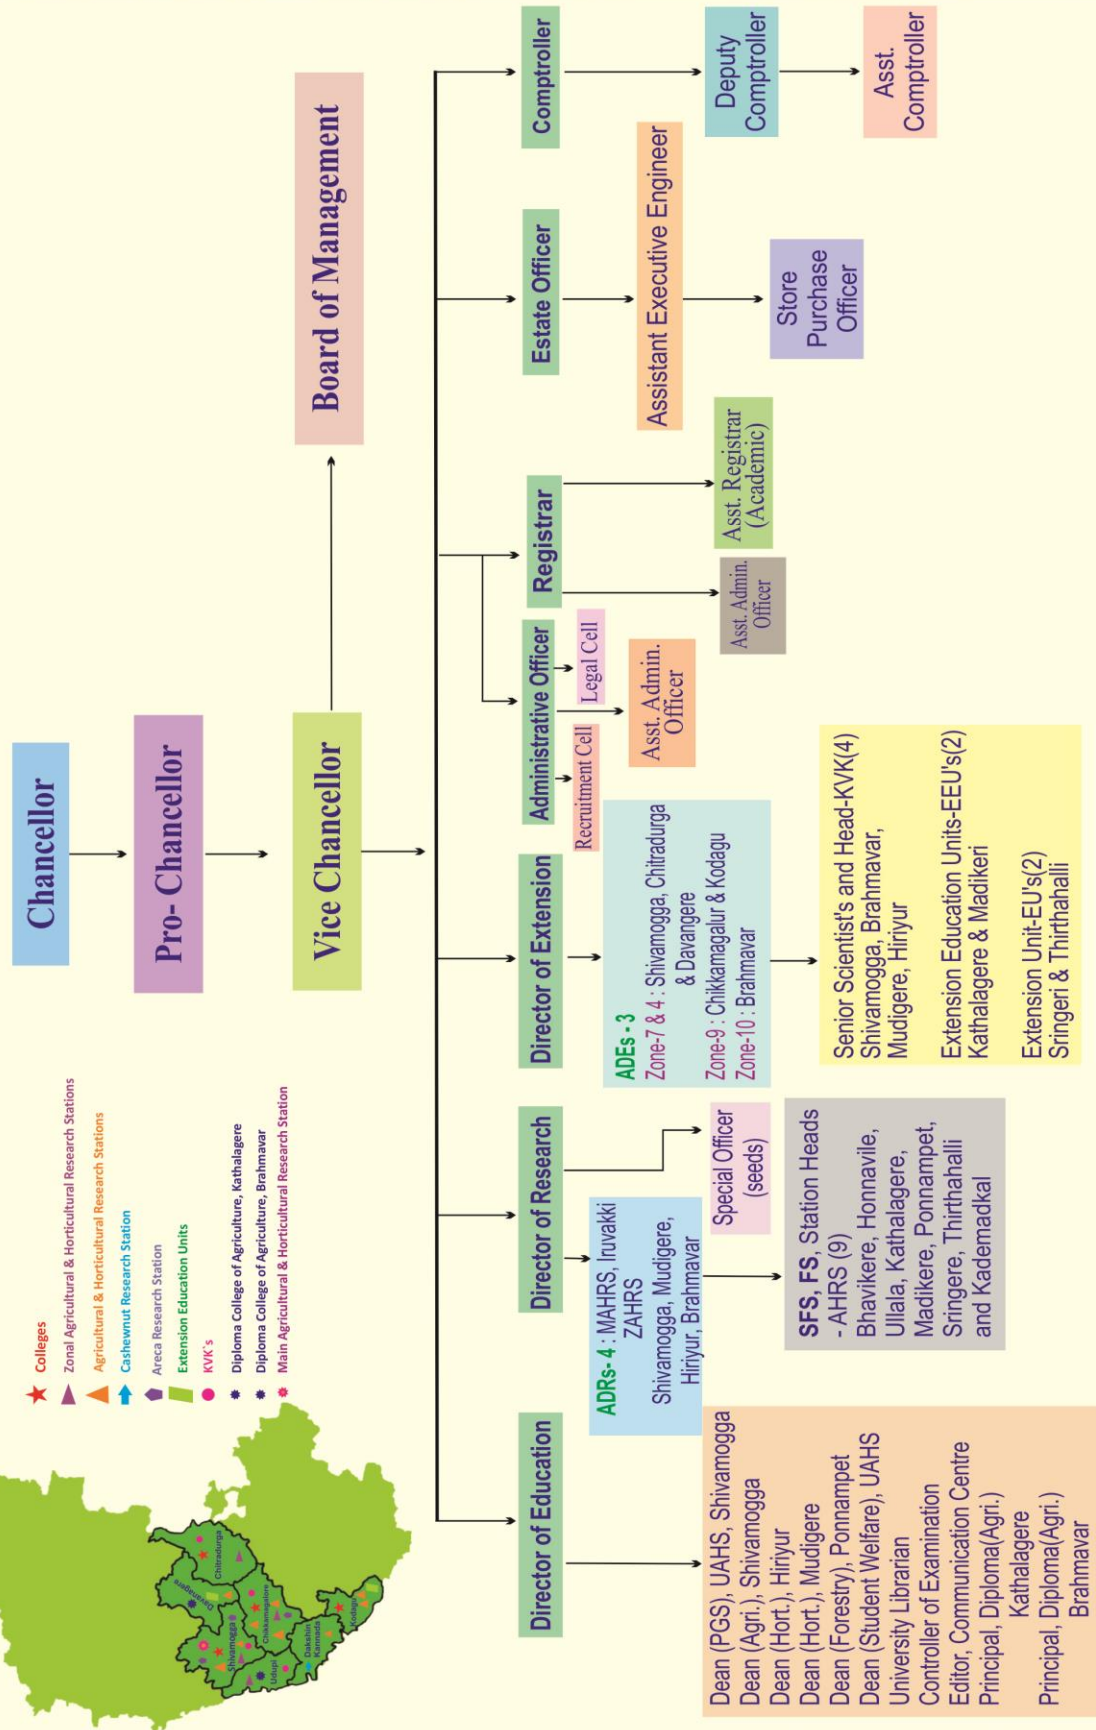 Chancellor
Pro- Chancellor
Vice Chancellor
Board of Management
Colleges
Zonal Agricultural & Horticultural Research Stations
Agricultural & Horticultural Research Stations
Cashewnut Research Station
Areca Research Station
Extension Education Units
KVK`s
Diploma College of Agriculture, Kathalagere
Diploma College of Agriculture, Brahmavar
Main Agricultural & Horticultural Research Station
Chitradurga
Davanagere
Shivamogga
Chikkamagalore
Udupi
Dakshin
Kannada
Kodagu
Director of Education
Dean (PGS), UAHS, Shivamogga
Dean (Agri.), Shivamogga
Dean (Hort.), Hiriyur
Dean (Hort.), Mudigere
Dean (Forestry), Ponnampet
Dean (Student Welfare), UAHS
University Librarian
Controller of Examination
Editor, Communication Centre
Principal, Diploma(Agri.)
Kathalagere
Principal, Diploma(Agri.)
Brahmavar
Director of Research
ADRs- 4 : MAHRS, Iruvakki
ZAHRS
Shivamogga, Mudigere,
Hiriyur, Brahmavar
Special Officer
(seeds)
SFS, FS, Station Heads
- AHRS (9)
Bhavikere, Honnavile,
Ullala, Kathalagere,
Madikere, Ponnampet,
Sringere, Thirthahalli
and Kademadkal
Director of Extension
ADEs - 3
Zone-7 & 4 : Shivamogga, Chitradurga
& Davangere
Zone-9 : Chikkamagalur & Kodagu
Zone-10 : Brahmavar
Senior Scientist's and Head-KVK(4)
Shivamogga, Brahmavar,
Mudigere, Hiriyur
Extension Education Units-EEU's(2)
Kathalagere & Madikeri
Extension Unit-EU's(2)
Sringeri & Thirthahalli
Administrative Officer
Recruitment Cell
Legal Cell
Asst. Admin.
Officer
Registrar
Asst. Admin.
Officer
Asst. Registrar
(Academic)
Estate Officer
Assistant Executive Engineer
Store
Purchase
Officer
Comptroller
Deputy
Comptroller
Asst.
Comptroller